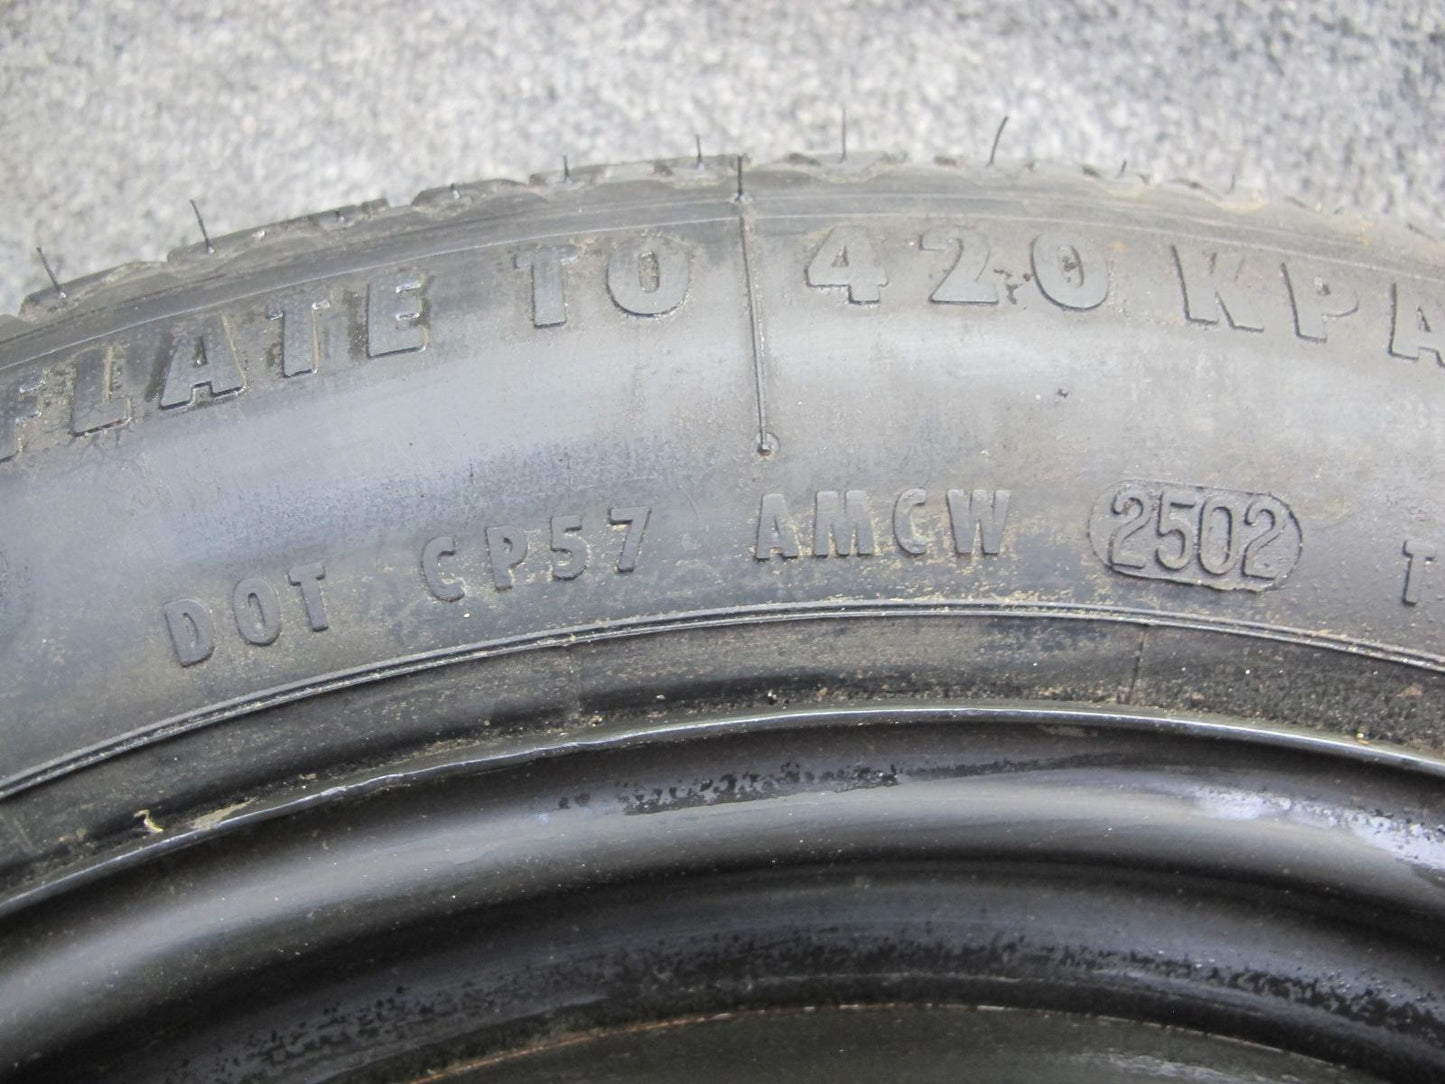 FLATE TO 420 KPA
DOT CP57 AMCW 2502 T